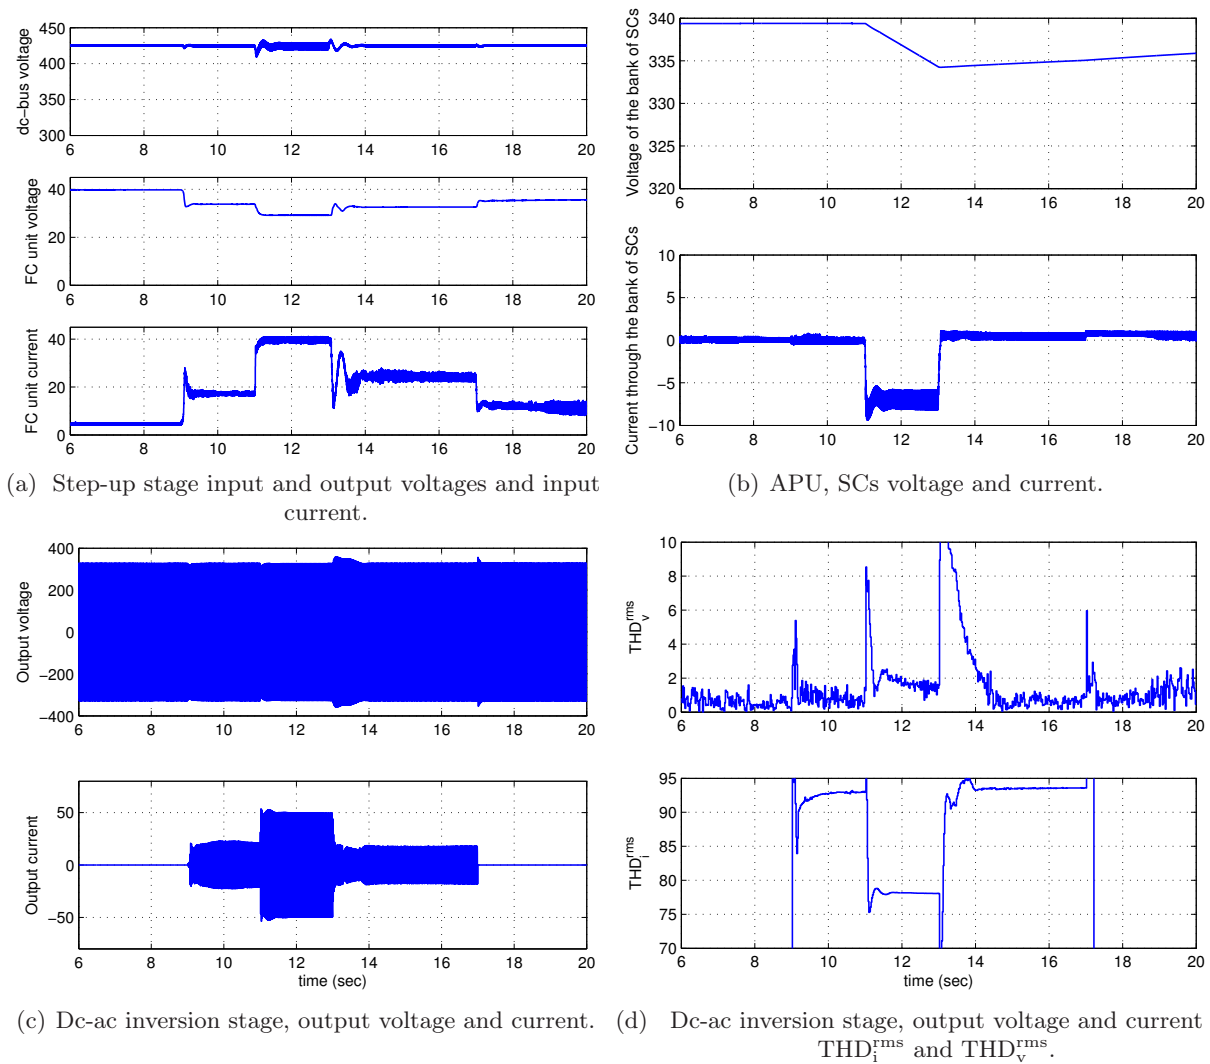 dc-bus voltage
450
400
350
300
6 8 10 12 14 16 18 20
FC unit voltage
40
20
0
6 8 10 12 14 16 18 20
FC unit current
40
20
0
6 8 10 12 14 16 18 20
(a) Step-up stage input and output voltages and input
current.
Voltage of the bank of SCs
340
335
330
325
320
6 8 10 12 14 16 18 20
Current through the bank of SCs
10
5
0
−5
−10
6 8 10 12 14 16 18 20
(b) APU, SCs voltage and current.
Output voltage
400
200
0
−200
−400
6 8 10 12 14 16 18 20
Output current
50
0
−50
6 8 10 12 14 16 18 20
time (sec)
(c) Dc-ac inversion stage, output voltage and current.
THD_v^rms
10
8
6
4
2
0
6 8 10 12 14 16 18 20
THD_i^rms
95
90
85
80
75
70
6 8 10 12 14 16 18 20
time (sec)
(d) Dc-ac inversion stage, output voltage and current
THD_i^rms and THD_v^rms.